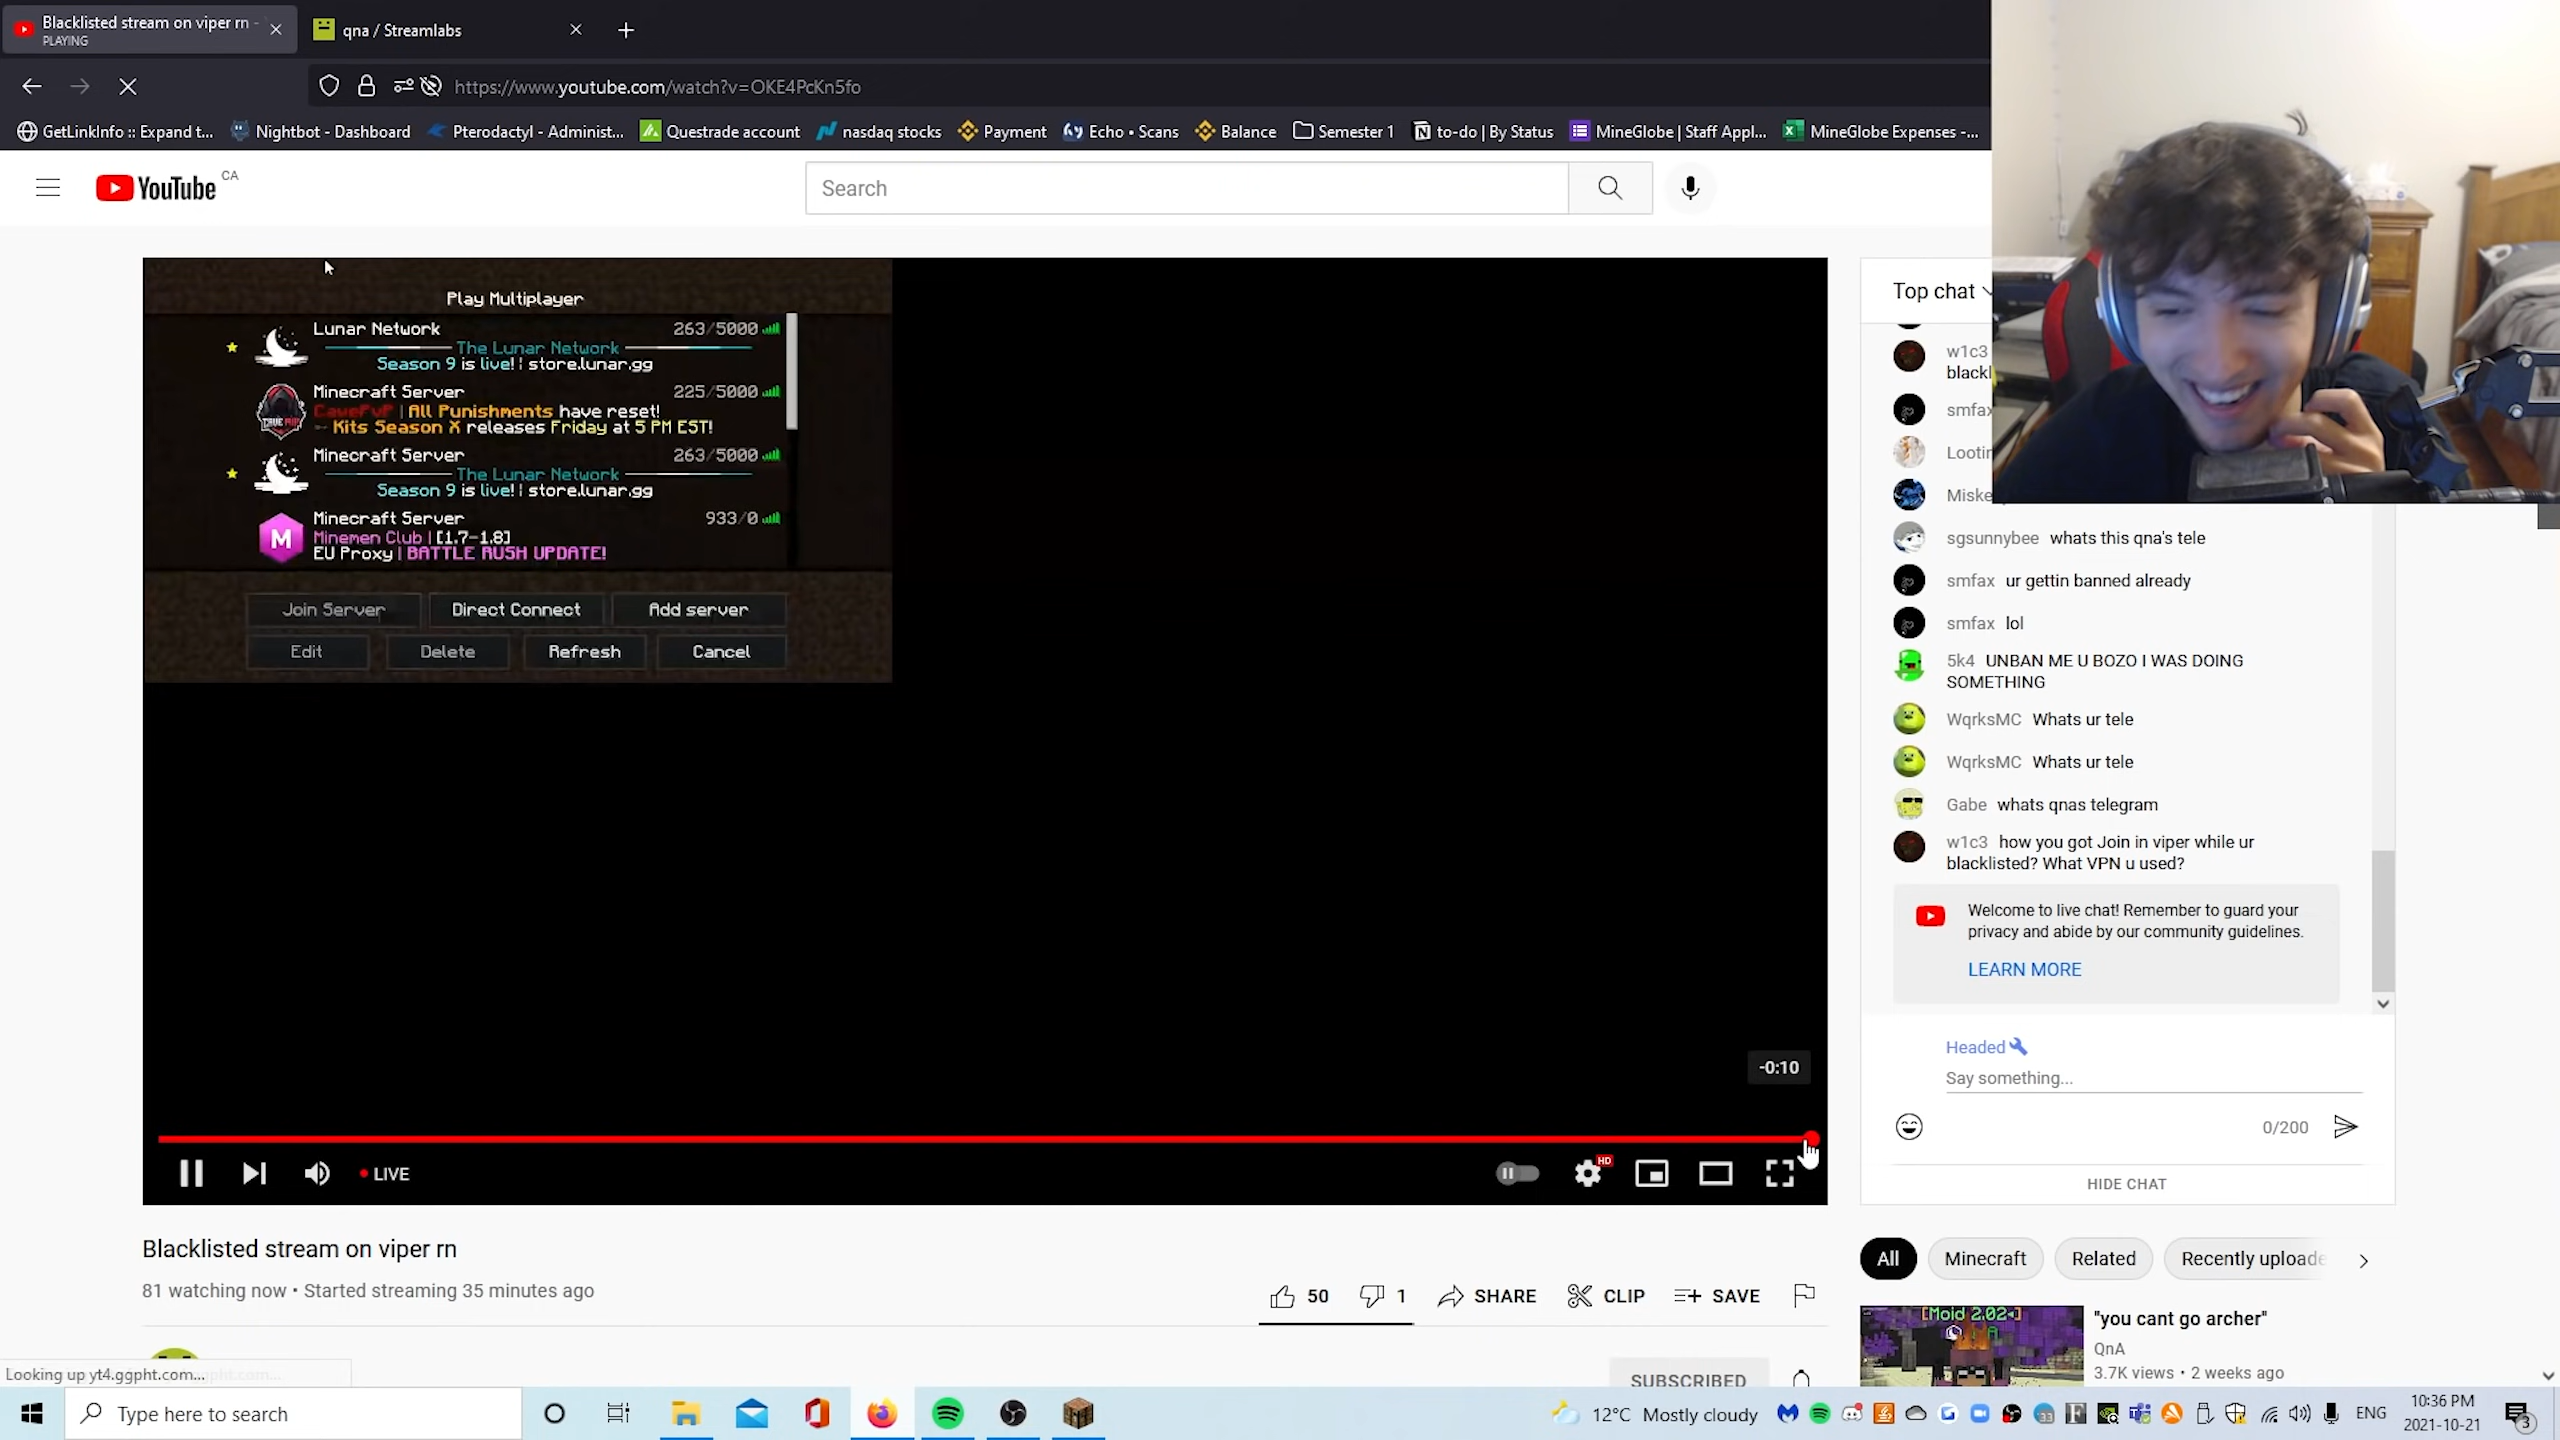 Blacklisted stream on viper rn -
PLAYING
qna / Streamlabs
https://www.youtube.com/watch?v=OKE4PcKn5fo
GetLinkInfo :: Expand t...
Nightbot - Dashboard
Pterodactyl - Administ...
Questrade account
nasdaq stocks
Payment
Echo • Scans
Balance
Semester 1
to-do | By Status
MineGlobe | Staff Appl...
MineGlobe Expenses -...
YouTube CA
Search
Play Multiplayer
Lunar Network 263/5000
The Lunar Network
Season 9 is live! | store.lunar.gg
Minecraft Server 225/5000
CavePvP | All Punishments have reset!
Kits Season X releases Friday at 5 PM EST!
Minecraft Server 263/5000
The Lunar Network
Season 9 is live! | store.lunar.gg
Minecraft Server 933/0
Minemen Club | [1.7-1.8]
EU Proxy | BATTLE RUSH UPDATE!
Join Server
Direct Connect
Add server
Edit
Delete
Refresh
Cancel
-0:10
LIVE
HD
Top chat
w1c3
blackl
smfax
Lootin
Miske
sgsunnybee whats this qna's tele
smfax ur gettin banned already
smfax lol
5k4 UNBAN ME U BOZO I WAS DOING
SOMETHING
WqrksMC Whats ur tele
WqrksMC Whats ur tele
Gabe whats qnas telegram
w1c3 how you got Join in viper while ur
blacklisted? What VPN u used?
Welcome to live chat! Remember to guard your
privacy and abide by our community guidelines.
LEARN MORE
Headed
Say something...
0/200
HIDE CHAT
Blacklisted stream on viper rn
81 watching now • Started streaming 35 minutes ago
50
1
SHARE
CLIP
SAVE
SUBSCRIBED
All
Minecraft
Related
Recently uploade
[Moid 2.02◂]
"you cant go archer"
QnA
3.7K views • 2 weeks ago
Looking up yt4.ggpht.com...
Type here to search
12°C Mostly cloudy
ENG
10:36 PM
2021-10-21
3